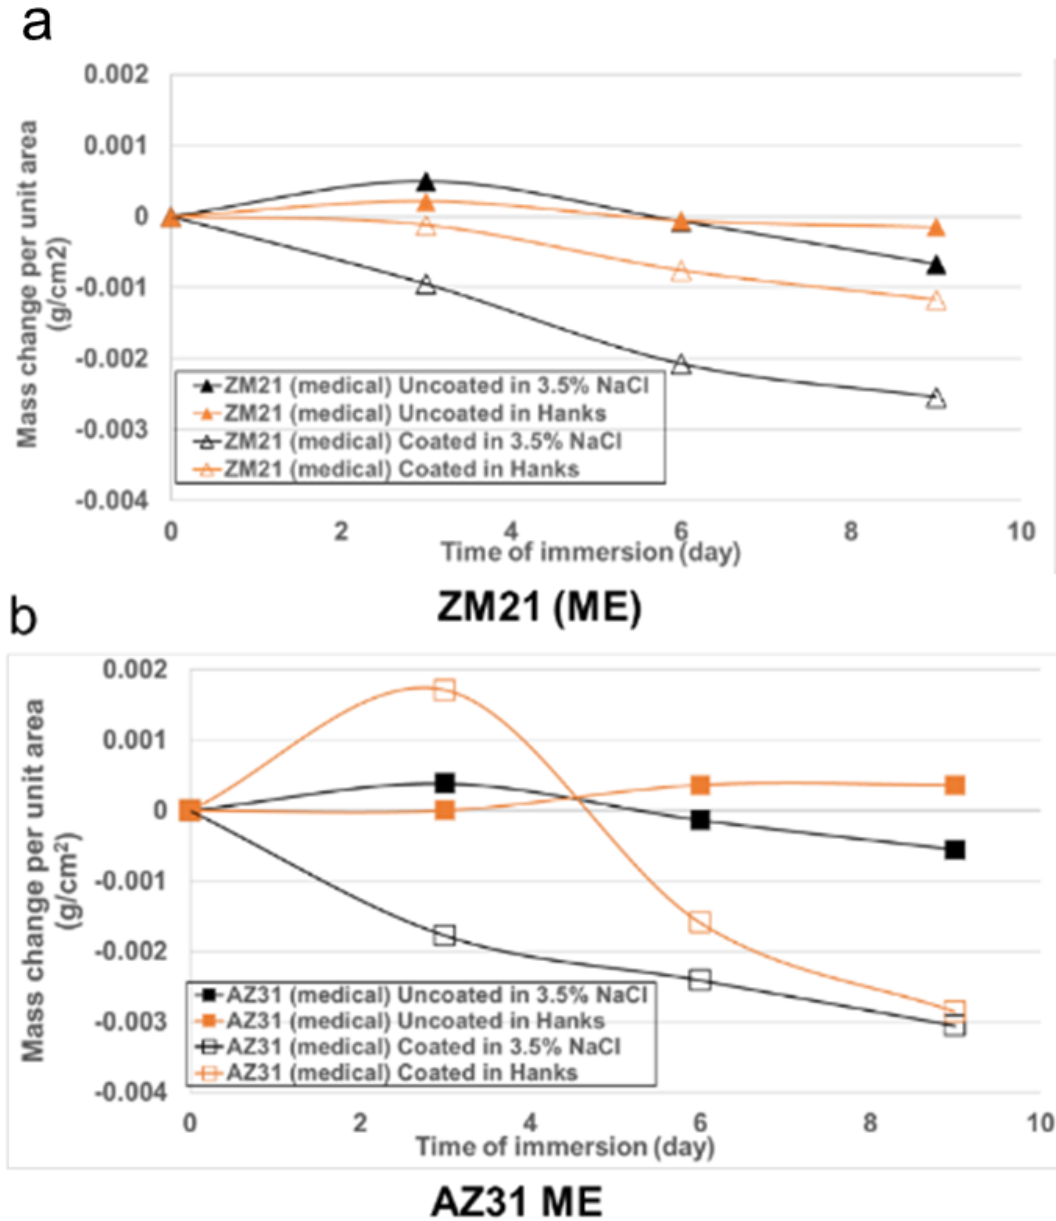 a
0.002
0.001
0
-0.001
-0.002
-0.003
-0.004
Mass change per unit area
(g/cm2)
ZM21 (medical) Uncoated in 3.5% NaCl
ZM21 (medical) Uncoated in Hanks
ZM21 (medical) Coated in 3.5% NaCl
ZM21 (medical) Coated in Hanks
0 2 4 6 8 10
Time of immersion (day)
ZM21 (ME)
b
0.002
0.001
0
-0.001
-0.002
-0.003
-0.004
Mass change per unit area
(g/cm²)
AZ31 (medical) Uncoated in 3.5% NaCl
AZ31 (medical) Uncoated in Hanks
AZ31 (medical) Coated in 3.5% NaCl
AZ31 (medical) Coated in Hanks
0 2 4 6 8 10
Time of immersion (day)
AZ31 ME